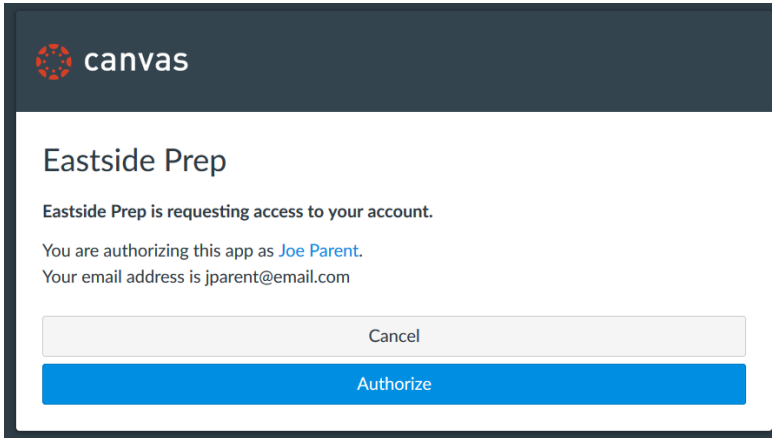 canvas
Eastside Prep
Eastside Prep is requesting access to your account.
You are authorizing this app as Joe Parent.
Your email address is jparent@email.com
Cancel
Authorize